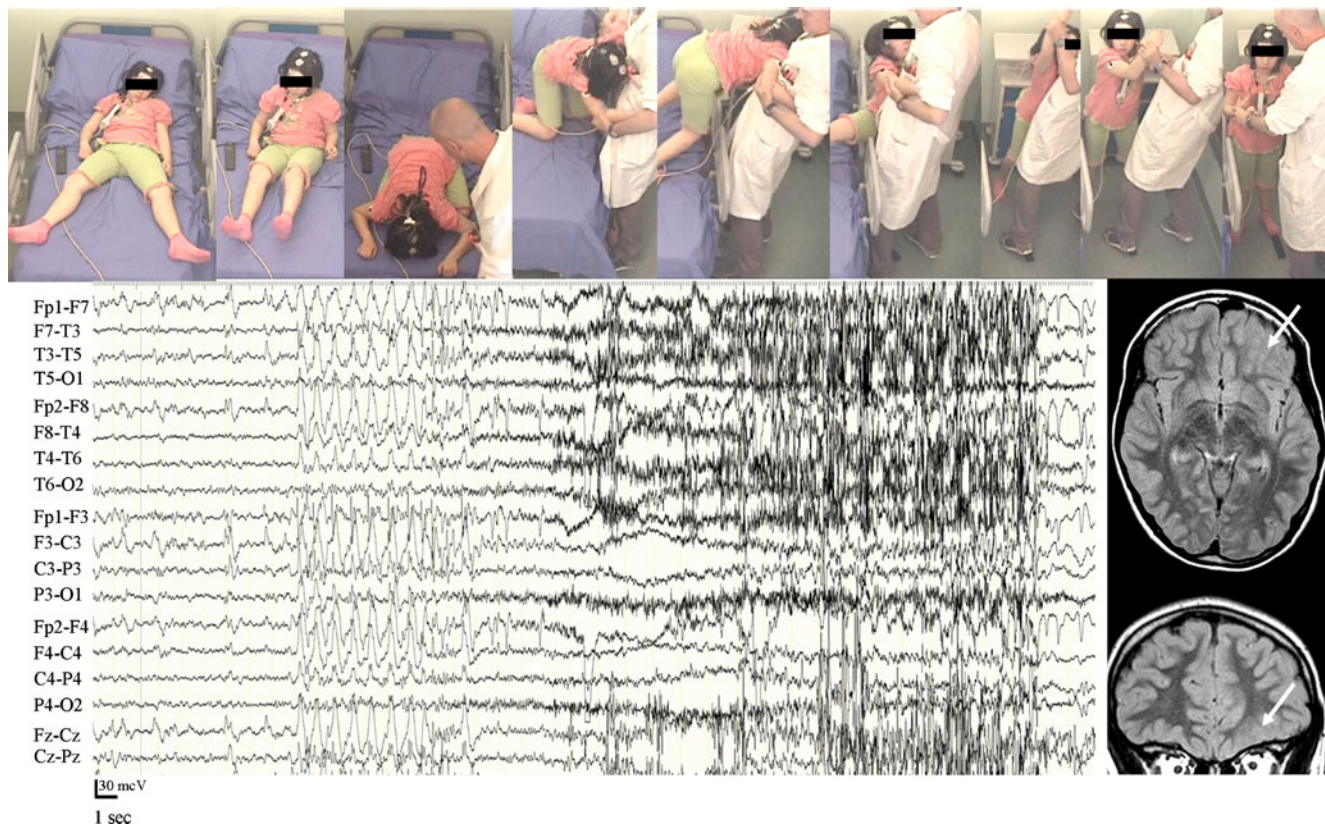 Fp1-F7
F7-T3
T3-T5
T5-O1
Fp2-F8
F8-T4
T4-T6
T6-O2
Fp1-F3
F3-C3
C3-P3
P3-O1
Fp2-F4
F4-C4
C4-P4
P4-O2
Fz-Cz
Cz-Pz
30 mcV
1 sec